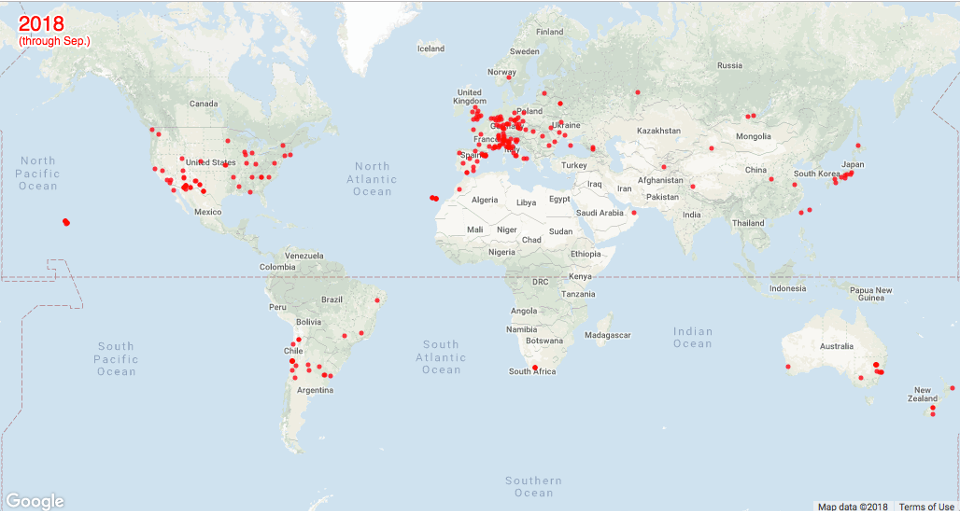 2018
(through Sep.)
Iceland
Finland
Sweden
Norway
Russia
United
Kingdom
Poland
Canada
Ukraine
Kazakhstan
Mongolia
France
Italy
Spain
Turkey
United States
North
Pacific
Ocean
North
Atlantic
Ocean
Afghanistan
China
South Korea
Japan
Iraq
Iran
Pakistan
Algeria
Libya
Egypt
Saudi Arabia
India
Mexico
Mali
Niger
Chad
Sudan
Thailand
Nigeria
Ethiopia
Venezuela
Colombia
DRC
Kenya
Tanzania
Indonesia
Papua New
Guinea
Peru
Brazil
Bolivia
Angola
Namibia
Botswana
Madagascar
Indian
Ocean
South
Pacific
Ocean
South
Atlantic
Ocean
Chile
Argentina
South Africa
Australia
New
Zealand
Southern
Ocean
Google
Map data ©2018 Terms of Use